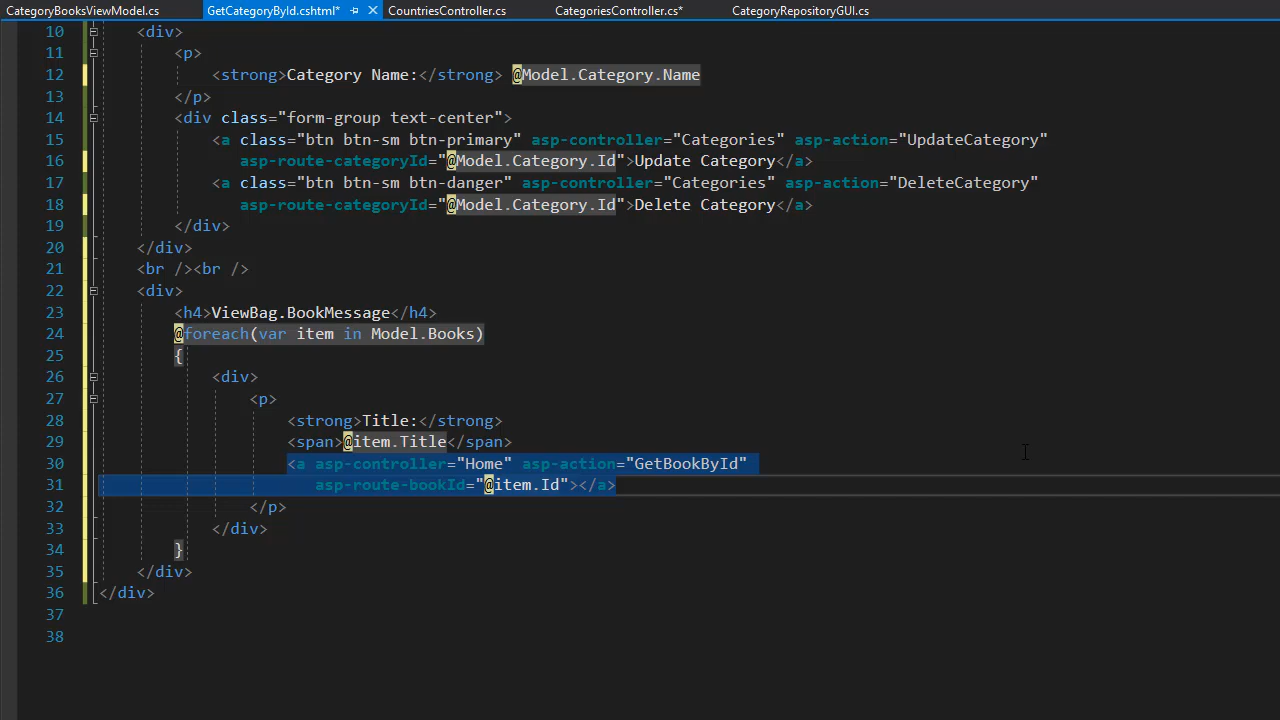 CategoryBooksViewModel.cs GetCategoryById.cshtml* CountriesController.cs CategoriesController.cs* CategoryRepositoryGUI.cs
10 <div>
11 <p>
12 <strong>Category Name:</strong> @Model.Category.Name
13 </p>
14 <div class="form-group text-center">
15 <a class="btn btn-sm btn-primary" asp-controller="Categories" asp-action="UpdateCategory"
16 asp-route-categoryId="@Model.Category.Id">Update Category</a>
17 <a class="btn btn-sm btn-danger" asp-controller="Categories" asp-action="DeleteCategory"
18 asp-route-categoryId="@Model.Category.Id">Delete Category</a>
19 </div>
20 </div>
21 <br /><br />
22 <div>
23 <h4>ViewBag.BookMessage</h4>
24 @foreach(var item in Model.Books)
25 {
26 <div>
27 <p>
28 <strong>Title:</strong>
29 <span>@item.Title</span>
30 <a asp-controller="Home" asp-action="GetBookById"
31 asp-route-bookId="@item.Id"></a>
32 </p>
33 </div>
34 }
35 </div>
36 </div>
37
38